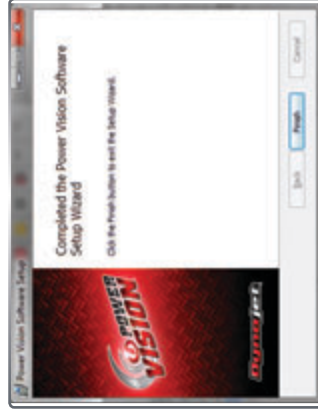 Power Vision Software Setup
Completed the Power Vision Software
Setup Wizard
Click the Finish button to exit the Setup Wizard.
POWER
VISION
Dynojet
Back
Finish
Cancel